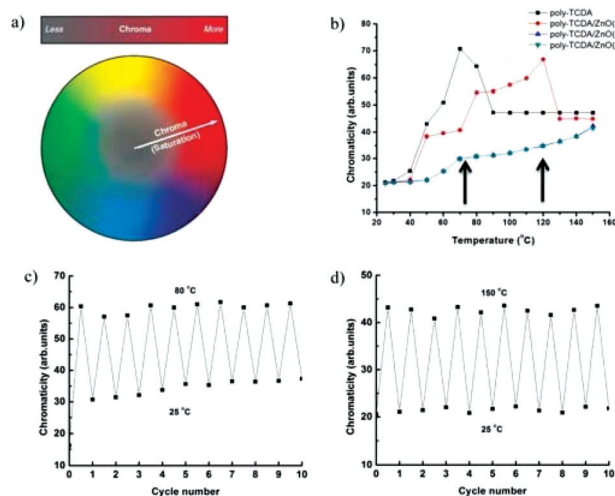 a)
Less Chroma More
Chroma
(Saturation)
b)
poly-TCDA
poly-TCDA/ZnO(
poly-TCDA/ZnO(
poly-TCDA/ZnO(
Chromaticity (arb.units)
80
70
60
50
40
30
20
20 40 60 80 100 120 140 160
Temperature (°C)
c)
Chromaticity (arb.units)
70
60
50
40
30
20
10
80 °C
25 °C
0 1 2 3 4 5 6 7 8 9 10
Cycle number
d)
Chromaticity (arb.units)
50
40
30
20
10
150 °C
25 °C
0 1 2 3 4 5 6 7 8 9 10
Cycle number